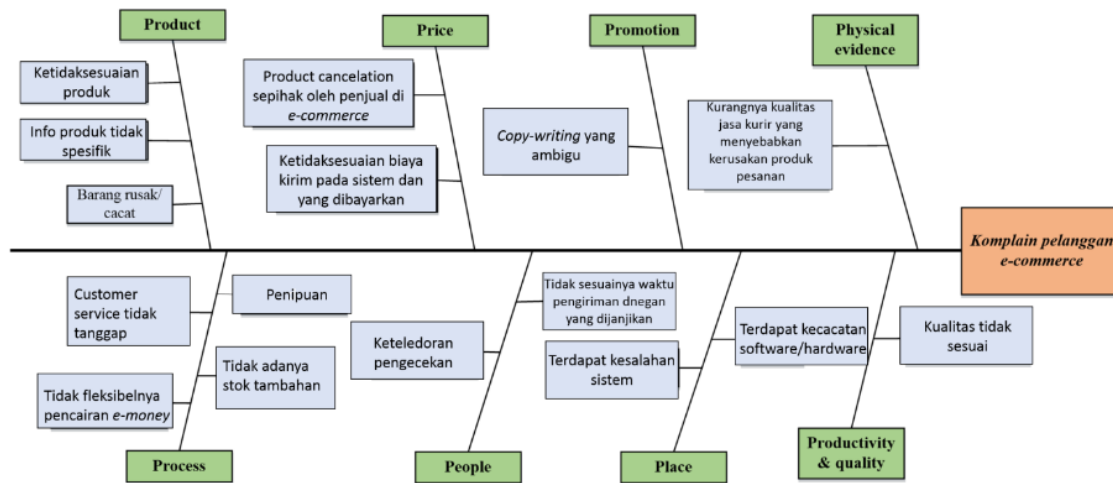 Product
Ketidaksesuaian
produk
Info produk tidak
spesifik
Barang rusak/
cacat
Price
Product cancelation
sepihak oleh penjual di
e-commerce
Ketidaksesuaian biaya
kirim pada sistem dan
yang dibayarkan
Promotion
Copy-writing yang
ambigu
Physical
evidence
Kurangnya kualitas
jasa kurir yang
menyebabkan
kerusakan produk
pesanan
Komplain pelanggan
e-commerce
Customer
service tidak
tanggap
Penipuan
Tidak fleksibelnya
pencairan e-money
Tidak adanya
stok tambahan
Process
Keteledoran
pengecekan
Tidak sesuainya waktu
pengiriman dnegan
yang dijanjikan
People
Terdapat kesalahan
sistem
Terdapat kecacatan
software/hardware
Place
Kualitas tidak
sesuai
Productivity
& quality